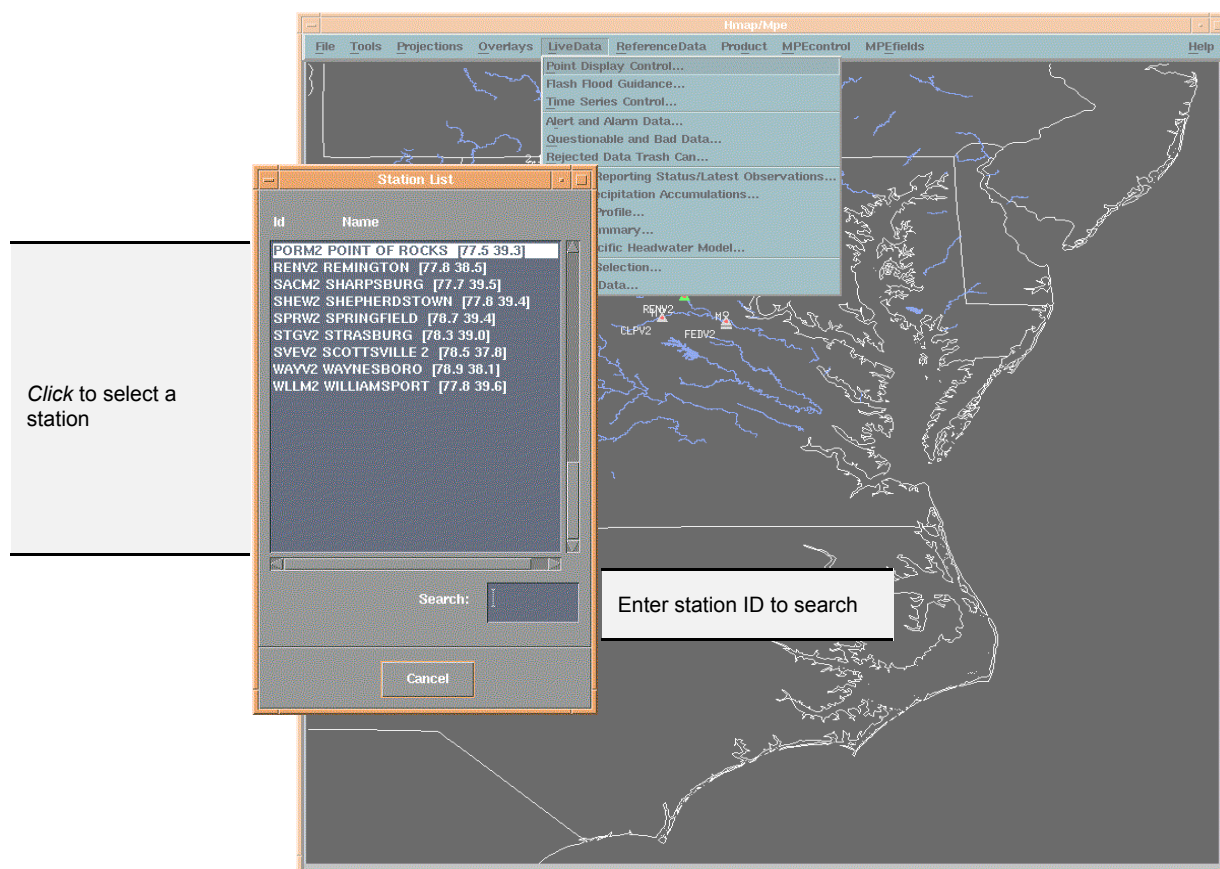 Hmap/Mpe
File Tools Projections Overlays LiveData ReferenceData Product MPEcontrol MPEfields Help
Point Display Control...
Flash Flood Guidance...
Time Series Control...
Alert and Alarm Data...
Questionable and Bad Data...
Rejected Data Trash Can...
Reporting Status/Latest Observations...
cipitation Accumulations...
Profile...
mmary...
cific Headwater Model...
Selection...
Data...
Station List
Id Name
PORM2 POINT OF ROCKS [77.5 39.3]
RENV2 REMINGTON [77.8 38.5]
SACM2 SHARPSBURG [77.7 39.5]
SHEW2 SHEPHERDSTOWN [77.8 39.4]
SPRW2 SPRINGFIELD [78.7 39.4]
STGV2 STRASBURG [78.3 39.0]
SVEV2 SCOTTSVILLE 2 [78.5 37.8]
WAYV2 WAYNESBORO [78.9 38.1]
WLLM2 WILLIAMSPORT [77.8 39.6]
Search:
Cancel
RENV2
CLPV2
FEDV2
Click to select a
station
Enter station ID to search